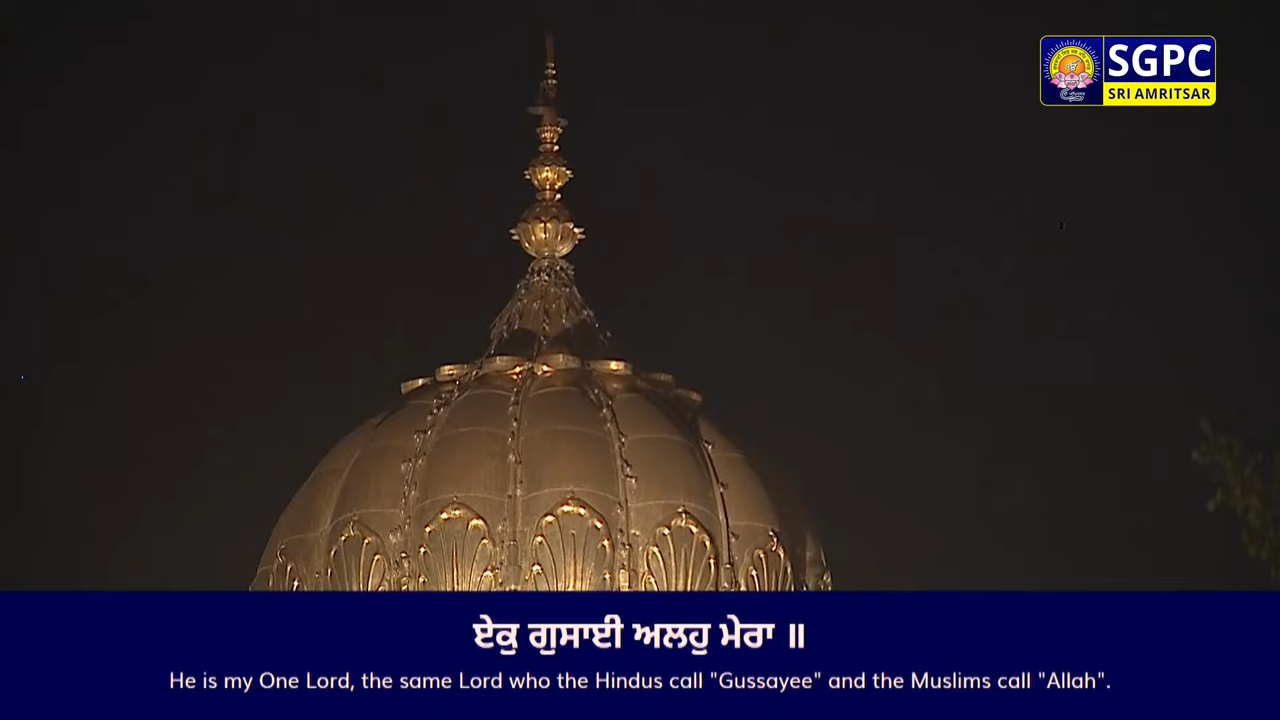 SGPC
SRI AMRITSAR
ਏਕੁ ਗੁਸਾਈ ਅਲਹੁ ਮੇਰਾ ॥
He is my One Lord, the same Lord who the Hindus call "Gussayee" and the Muslims call "Allah".